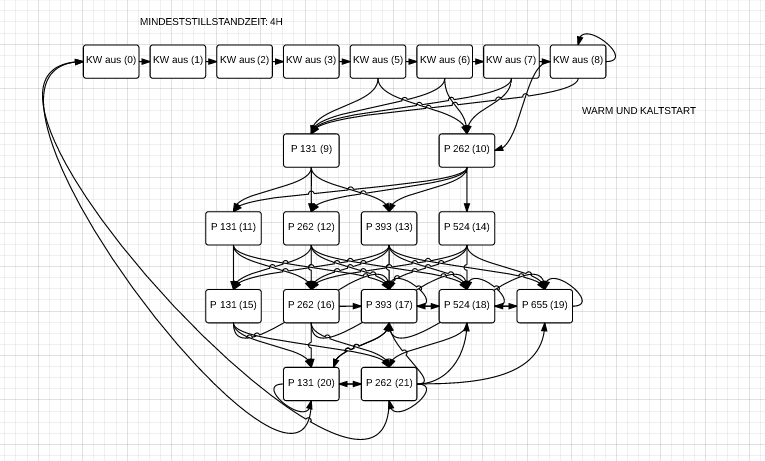 MINDESTSTILLSTANDZEIT: 4H
KW aus (0) KW aus (1) KW aus (2) KW aus (3) KW aus (5) KW aus (6) KW aus (7) KW aus (8)
WARM UND KALTSTART
P 131 (9) P 262 (10)
P 131 (11) P 262 (12) P 393 (13) P 524 (14)
P 131 (15) P 262 (16) P 393 (17) P 524 (18) P 655 (19)
P 131 (20) P 262 (21)